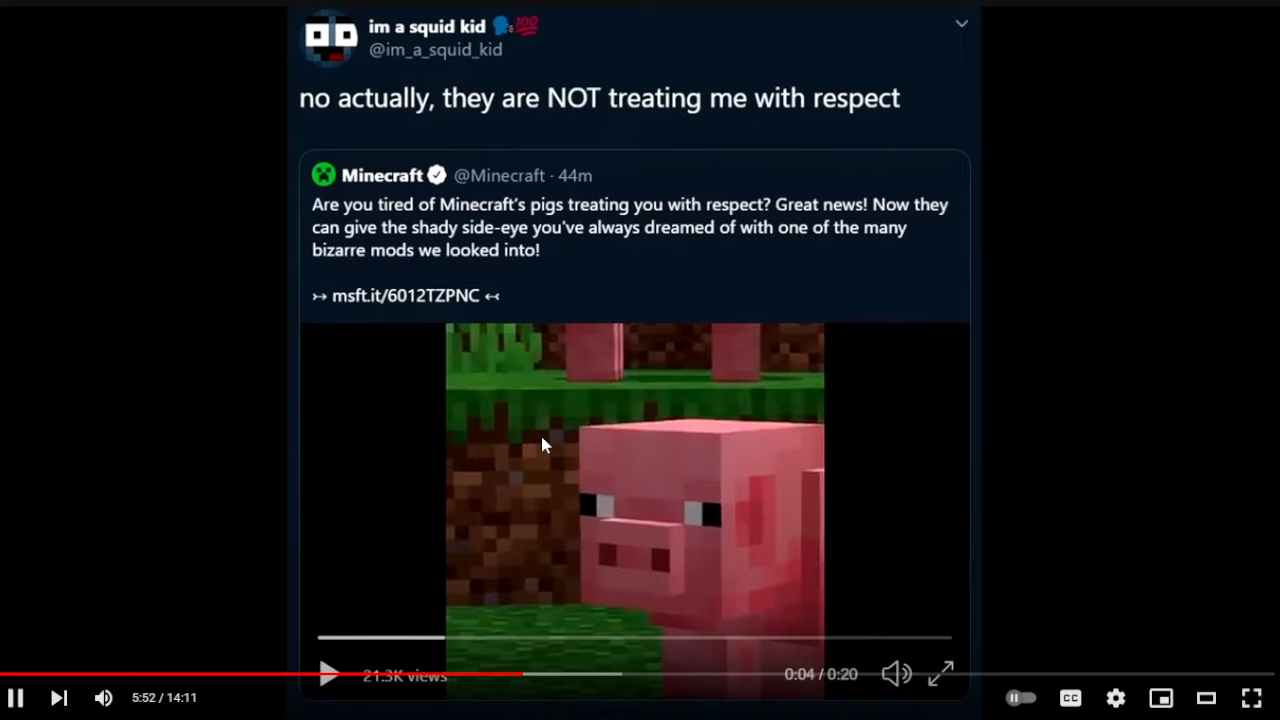 im a squid kid 🗣💯
@im_a_squid_kid
no actually, they are NOT treating me with respect
Minecraft @Minecraft · 44m
Are you tired of Minecraft's pigs treating you with respect? Great news! Now they
can give the shady side-eye you've always dreamed of with one of the many
bizarre mods we looked into!
↣ msft.it/6012TZPNC ↢
21.3K views
0:04 / 0:20
5:52 / 14:11
CC